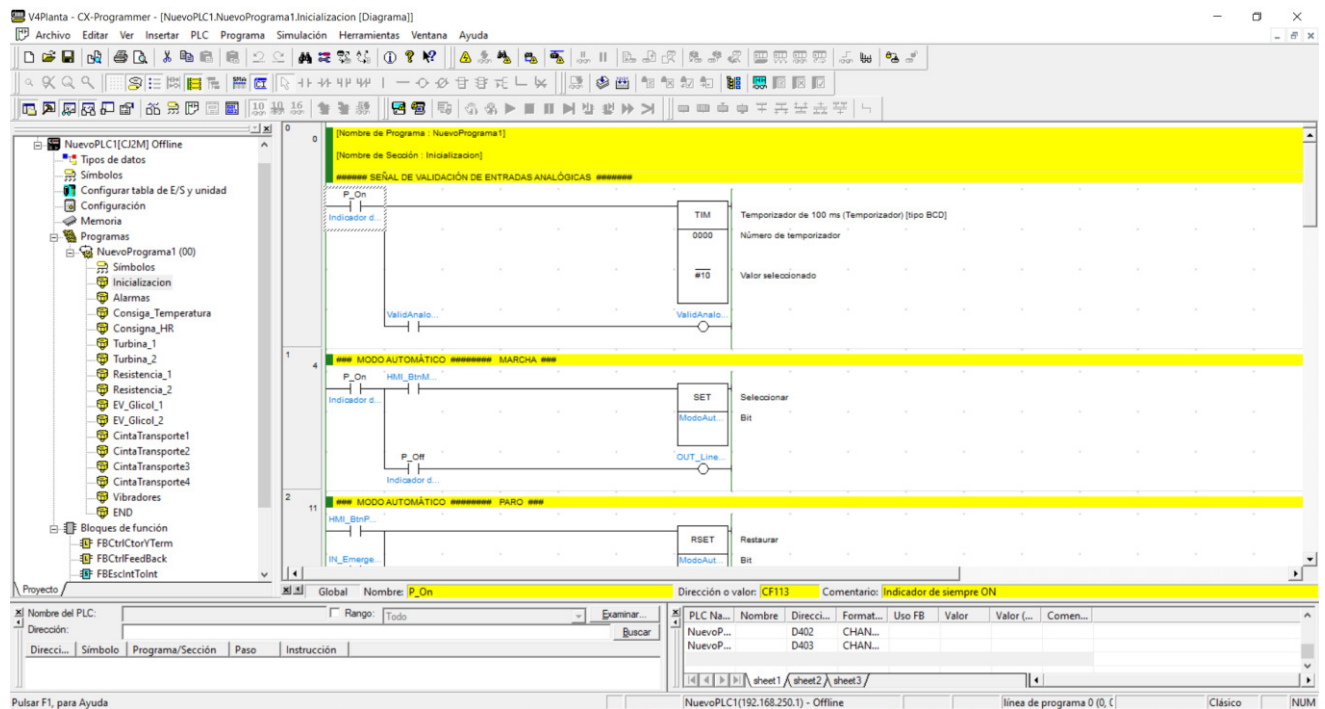 V4Planta - CX-Programmer - [NuevoPLC1.NuevoPrograma1.Inicializacion [Diagrama]]
Archivo Editar Ver Insertar PLC Programa Simulación Herramientas Ventana Ayuda
NuevoPLC1[CJ2M] Offline
Tipos de datos
Símbolos
Configurar tabla de E/S y unidad
Configuración
Memoria
Programas
NuevoPrograma1 (00)
Símbolos
Inicializacion
Alarmas
Consiga_Temperatura
Consigna_HR
Turbina_1
Turbina_2
Resistencia_1
Resistencia_2
EV_Glicol_1
EV_Glicol_2
CintaTransporte1
CintaTransporte2
CintaTransporte3
CintaTransporte4
Vibradores
END
Bloques de función
FBCtrlCtorYTerm
FBCtrlFeedBack
FBEscIntToInt
Proyecto
0
0
[Nombre de Programa : NuevoPrograma1]
[Nombre de Sección : Inicializacion]
###### SEÑAL DE VALIDACIÓN DE ENTRADAS ANALÓGICAS #######
P_On
Indicador d...
TIM
Temporizador de 100 ms (Temporizador) [tipo BCD]
0000
Número de temporizador
#10
Valor seleccionado
ValidAnalo...
ValidAnalo...
1
4
### MODO AUTOMÁTICO ######## MARCHA ###
P_On HMI_BtnM...
Indicador d...
SET
Seleccionar
ModoAut...
Bit
P_Off
Indicador d...
OUT_Line...
2
11
### MODO AUTOMÁTICO ######## PARO ###
HMI_BtnP...
RSET
Restaurar
IN_Emerge...
ModoAut...
Bit
Global Nombre: P_On Dirección o valor: CF113 Comentario: Indicador de siempre ON
Nombre del PLC: Rango: Todo Examinar...
Dirección: Buscar
Direcci... Símbolo Programa/Sección Paso Instrucción
PLC Na... Nombre Direcci... Format... Uso FB Valor Valor (... Comen...
NuevoP... D402 CHAN...
NuevoP... D403 CHAN...
sheet1 sheet2 sheet3
Pulsar F1, para Ayuda
NuevoPLC1(192.168.250.1) - Offline
línea de programa 0 (0, 
Clásico
NUM